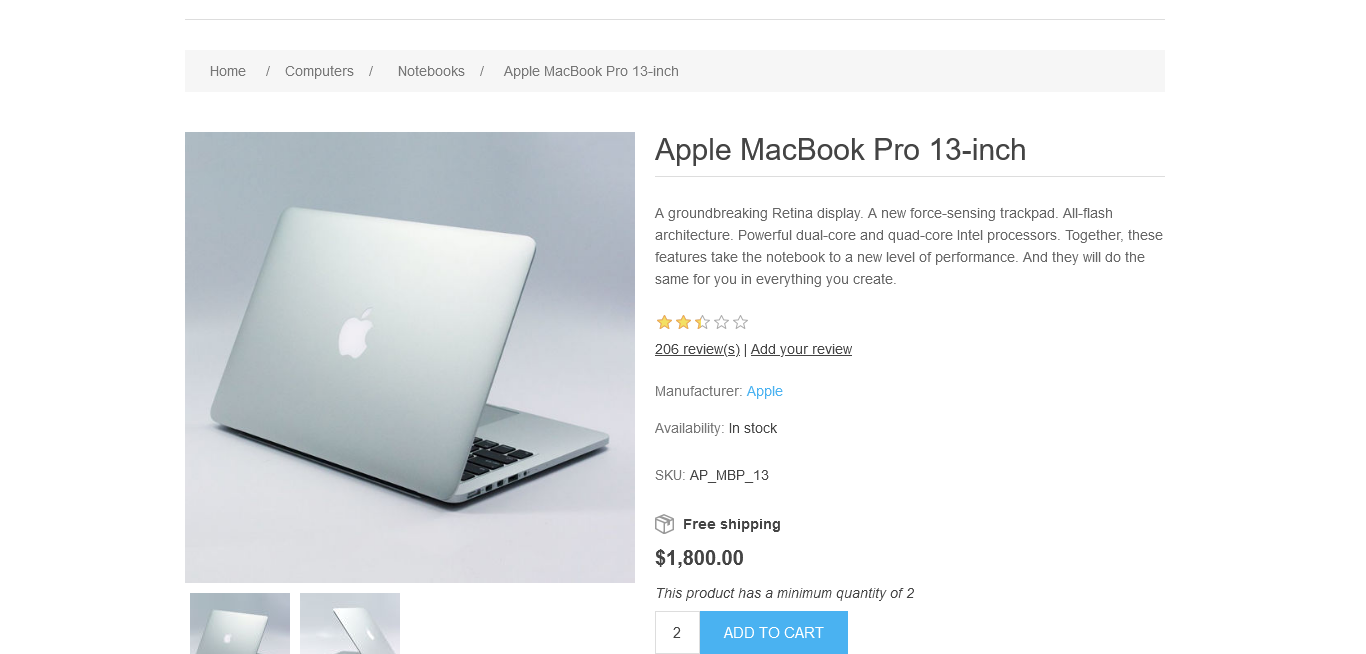 Home / Computers / Notebooks / Apple MacBook Pro 13-inch
Apple MacBook Pro 13-inch
A groundbreaking Retina display. A new force-sensing trackpad. All-flash
architecture. Powerful dual-core and quad-core Intel processors. Together, these
features take the notebook to a new level of performance. And they will do the
same for you in everything you create.
206 review(s) | Add your review
Manufacturer: Apple
Availability: In stock
SKU: AP_MBP_13
Free shipping
$1,800.00
This product has a minimum quantity of 2
2 ADD TO CART